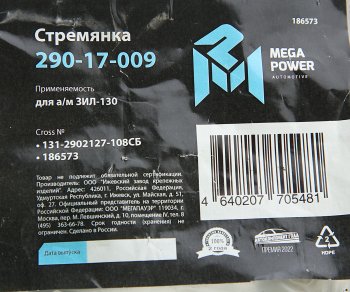 186573
Стремянка
290-17-009
MEGA
POWER
AUTOMOTIVE
Применяемость
для а/м ЗИЛ-130
Cross №
• 131-2902127-108СБ
• 186573
Товар не подлежит обязательной сертификации.
Производитель: ООО "Ижевский завод крепежных
изделий" Адрес: 426011, Российская Федерация,
Удмуртская Республика, г. Ижевск, ул. Майская, д. 51,
оф. 27. Официальный представитель на территории
Российской Федерации: ООО "МЕГАПАУЭР" 119034, г.
Москва, пер. М. Левшинский, д. 10, помещение IV, тел. 8
(495) 363-66-78. Срок годности (хранения) не
ограничен. Сделано в России.
4 640207 705481
Дата выпуска
100%
ПРЕМИЯ 2022
2
HDPE